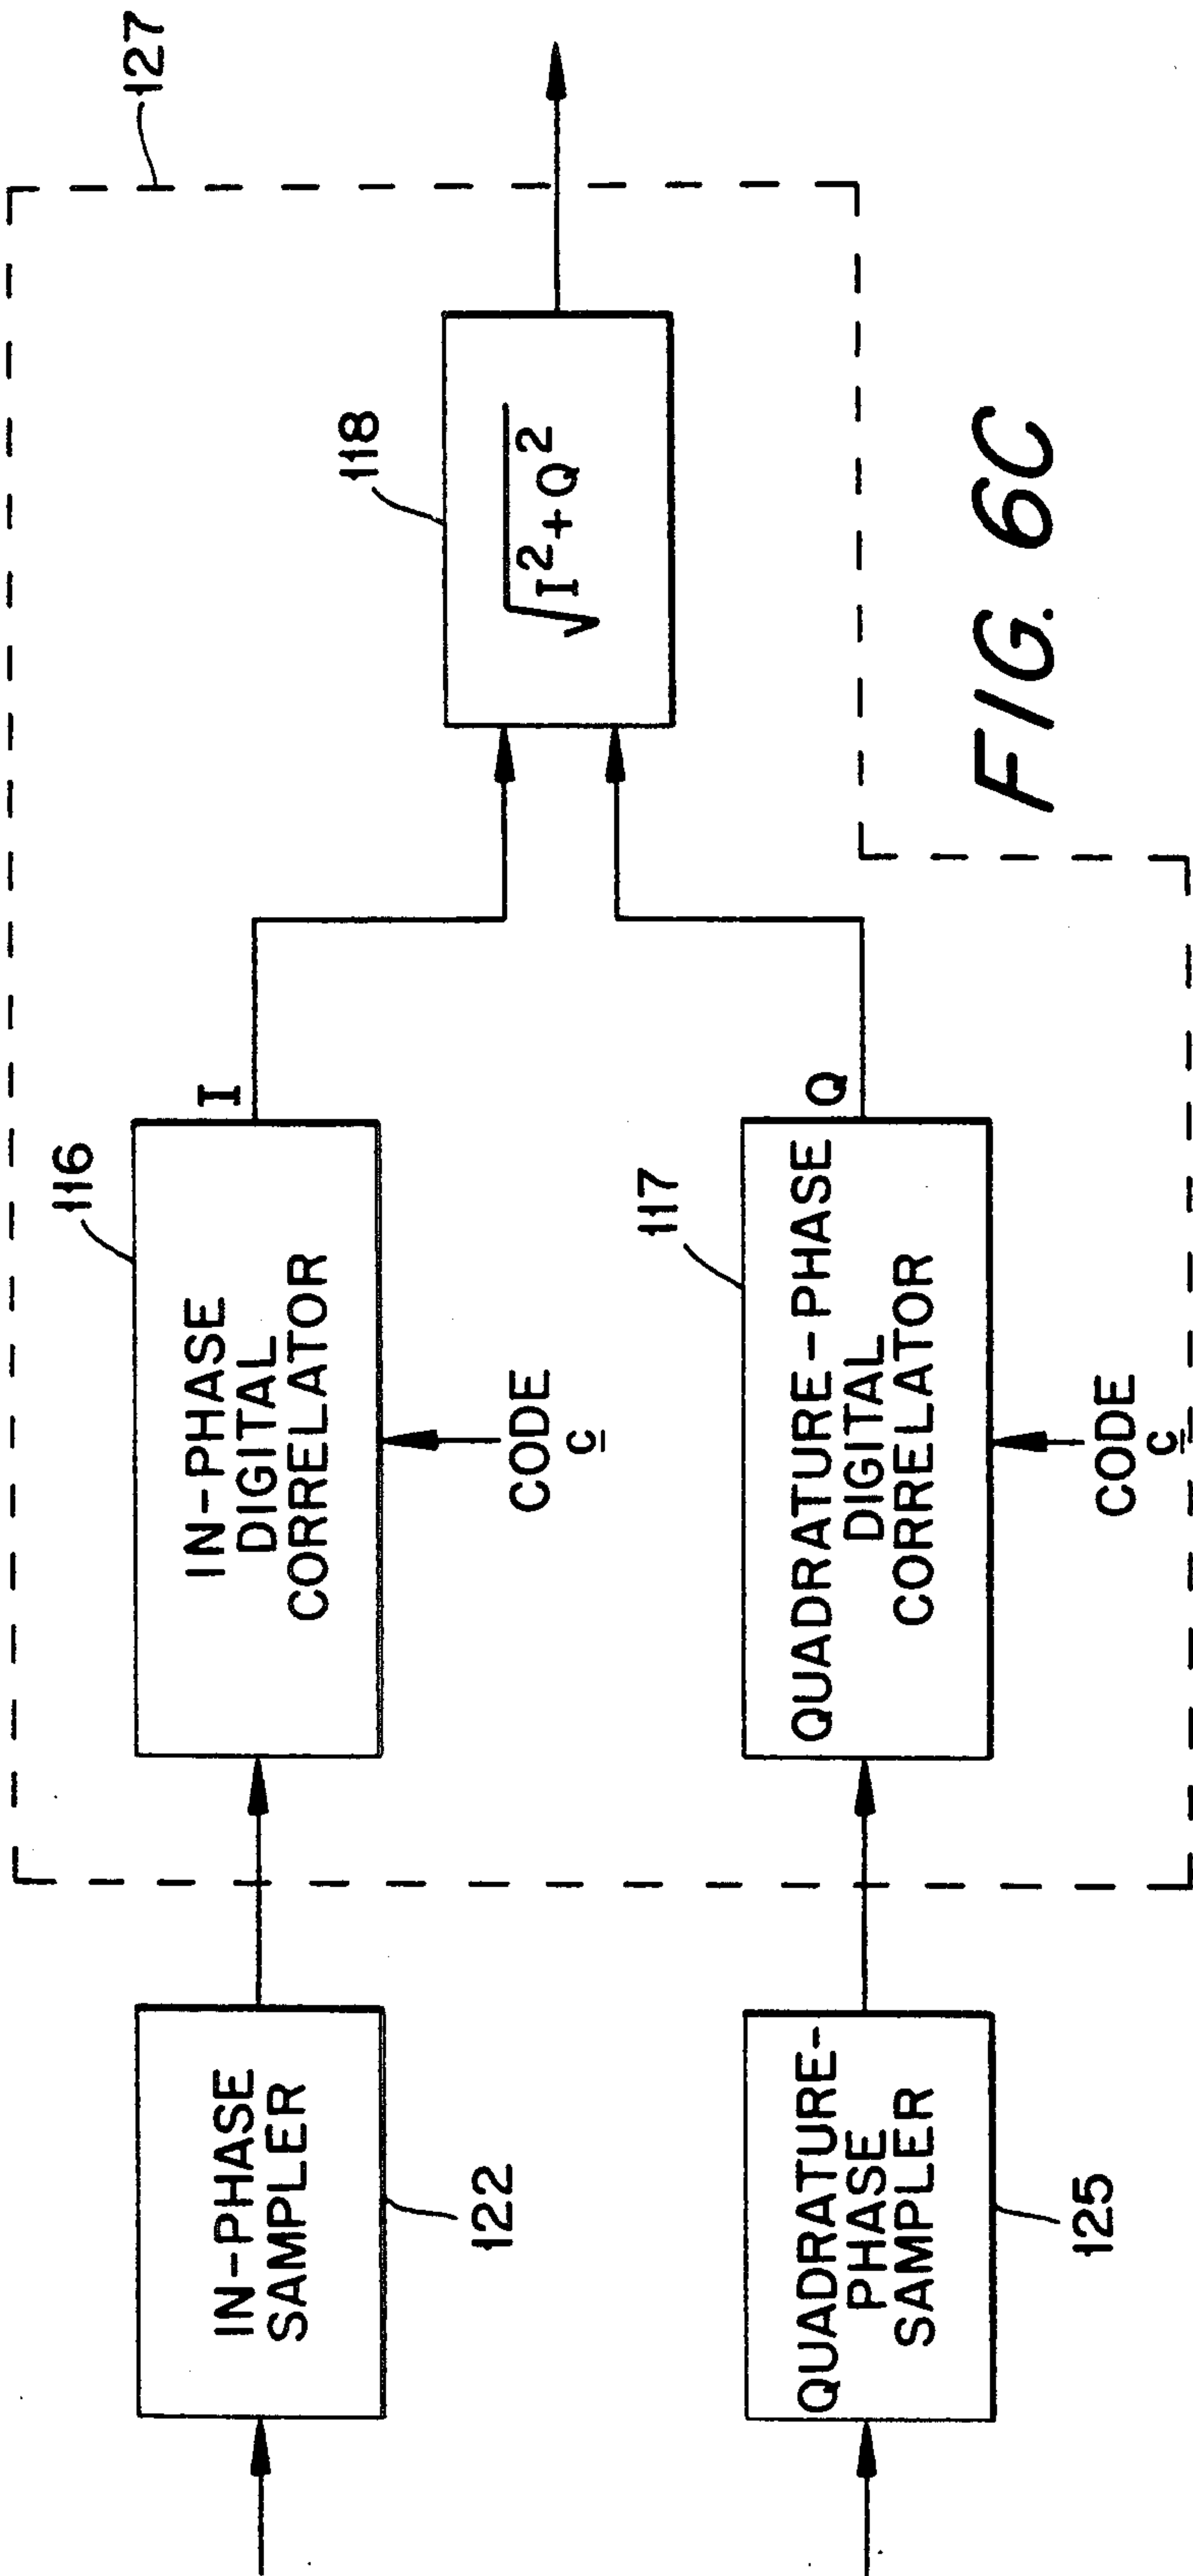 127
IN-PHASE
SAMPLER
122
116
IN-PHASE
DIGITAL
CORRELATOR
I
CODE
c
118
√I²+Q²
QUADRATURE-
PHASE
SAMPLER
125
117
QUADRATURE-PHASE
DIGITAL
CORRELATOR
Q
CODE
c
FIG. 6C